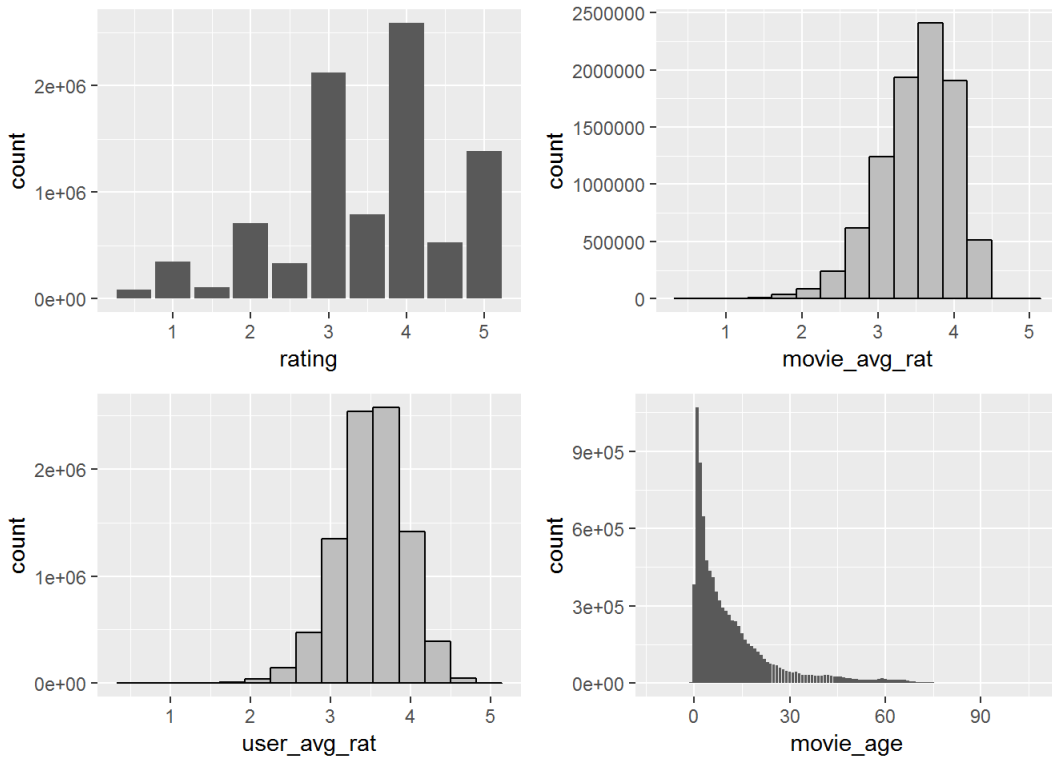 count
2e+06
1e+06
0e+00
1 2 3 4 5
rating
count
2500000
2000000
1500000
1000000
500000
0
1 2 3 4 5
movie_avg_rat
count
2e+06
1e+06
0e+00
1 2 3 4 5
user_avg_rat
count
9e+05
6e+05
3e+05
0e+00
0 30 60 90
movie_age